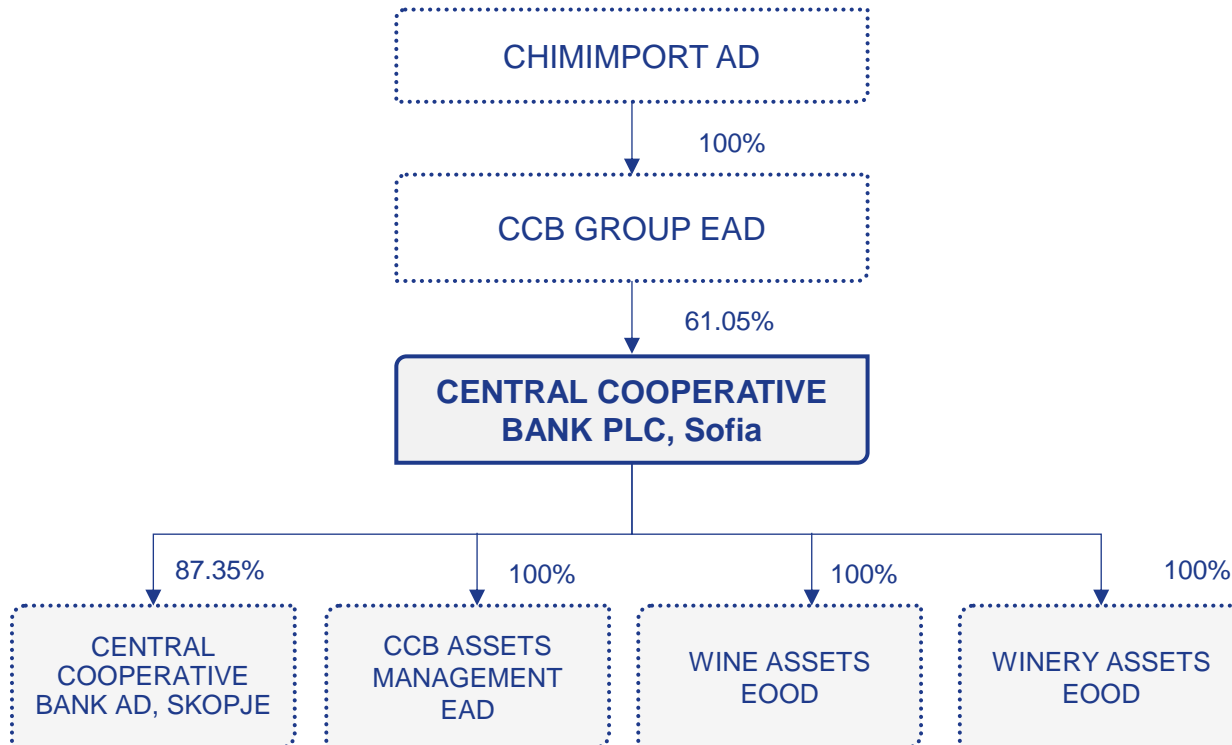 CHIMIMPORT AD
100%
CCB GROUP EAD
61.05%
CENTRAL COOPERATIVE
BANK PLC, Sofia
87.35%
100%
100%
100%
CENTRAL
COOPERATIVE
BANK AD, SKOPJE
CCB ASSETS
MANAGEMENT
EAD
WINE ASSETS
EOOD
WINERY ASSETS
EOOD